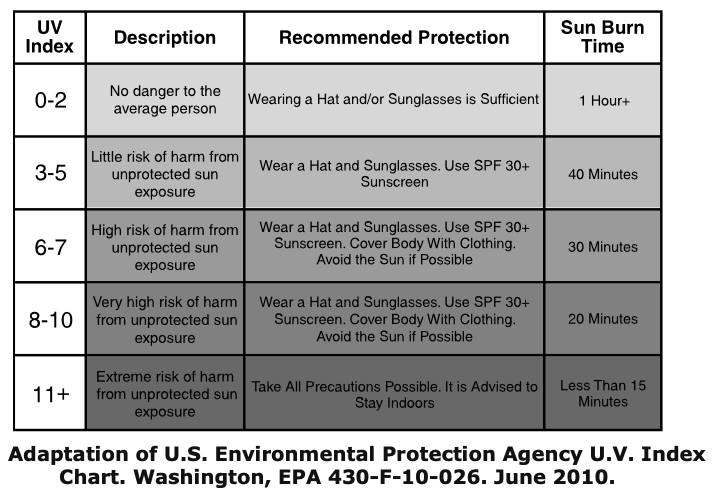 UV Index
Description
Recommended Protection
Sun Burn Time
0-2
No danger to the
average person
Wearing a Hat and/or Sunglasses is Sufficient
1 Hour+
3-5
Little risk of harm from
unprotected sun
exposure
Wear a Hat and Sunglasses. Use SPF 30+
Sunscreen
40 Minutes
6-7
High risk of harm from
unprotected sun
exposure
Wear a Hat and Sunglasses. Use SPF 30+
Sunscreen. Cover Body With Clothing.
Avoid the Sun if Possible
30 Minutes
8-10
Very high risk of harm
from unprotected sun
exposure
Wear a Hat and Sunglasses. Use SPF 30+
Sunscreen. Cover Body With Clothing.
Avoid the Sun if Possible
20 Minutes
11+
Extreme risk of harm
from unprotected sun
exposure
Take All Precautions Possible. It is Advised to
Stay Indoors
Less Than 15
Minutes
Adaptation of U.S. Environmental Protection Agency U.V. Index
Chart. Washington, EPA 430-F-10-026. June 2010.